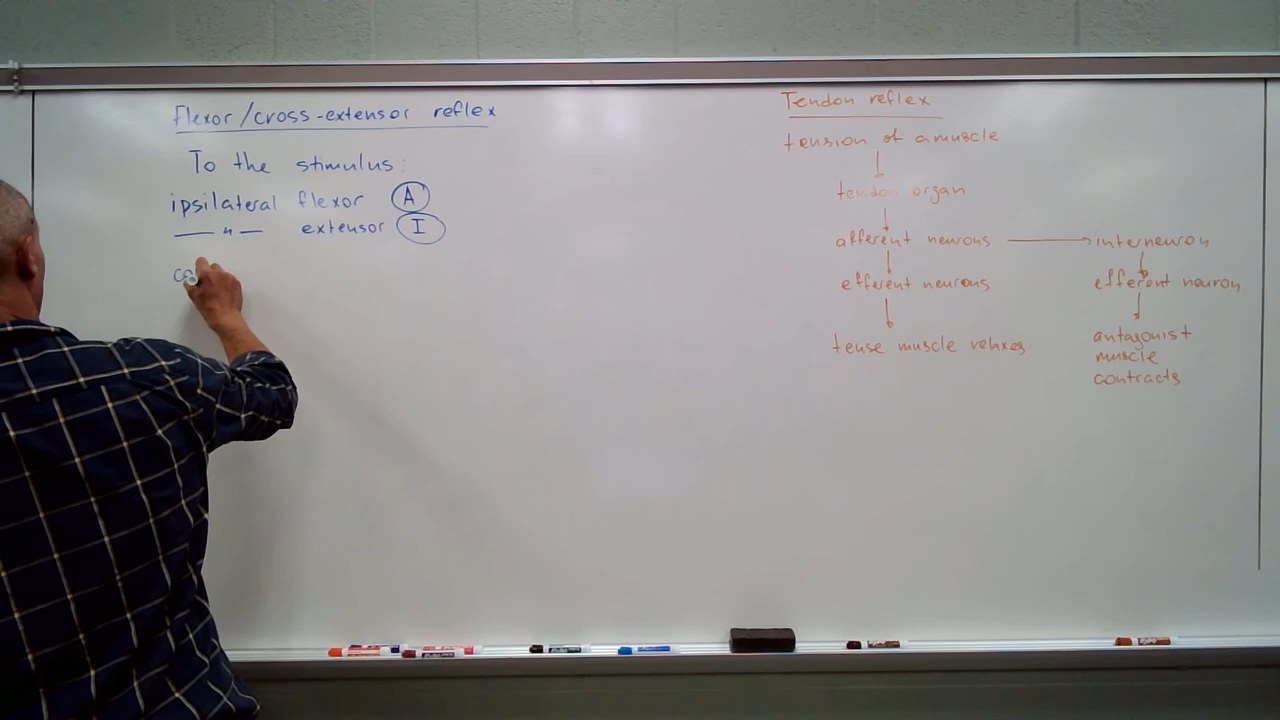 Flexor/cross-extensor reflex
To the stimulus:
ipsilateral flexor A
— " — extensor I
co
Tendon reflex
tension of a muscle
tendon organ
afferent neurons → interneuron
efferent neurons efferent neuron
tense muscle relaxes
antagonist
muscle
contracts